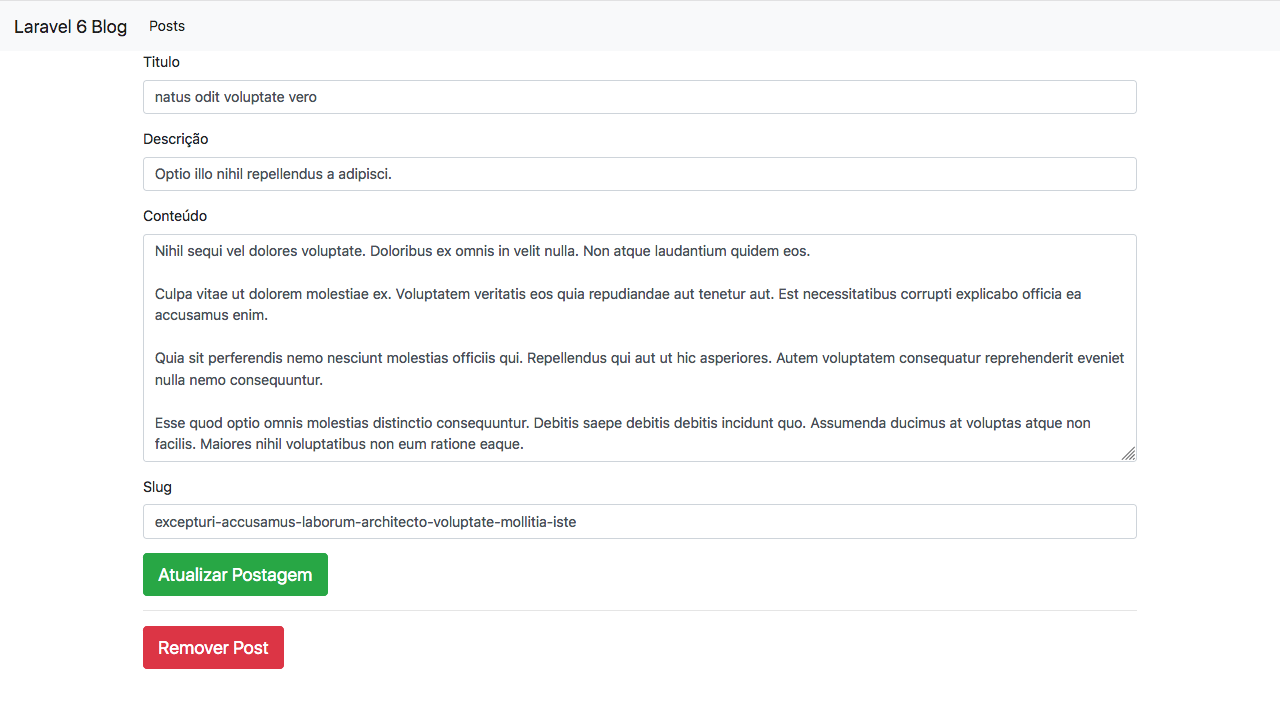 Laravel 6 Blog Posts
Titulo
natus odit voluptate vero
Descrição
Optio illo nihil repellendus a adipisci.
Conteúdo
Nihil sequi vel dolores voluptate. Doloribus ex omnis in velit nulla. Non atque laudantium quidem eos.
Culpa vitae ut dolorem molestiae ex. Voluptatem veritatis eos quia repudiandae aut tenetur aut. Est necessitatibus corrupti explicabo officia ea
accusamus enim.
Quia sit perferendis nemo nesciunt molestias officiis qui. Repellendus qui aut ut hic asperiores. Autem voluptatem consequatur reprehenderit eveniet
nulla nemo consequuntur.
Esse quod optio omnis molestias distinctio consequuntur. Debitis saepe debitis debitis incidunt quo. Assumenda ducimus at voluptas atque non
facilis. Maiores nihil voluptatibus non eum ratione eaque.
Slug
excepturi-accusamus-laborum-architecto-voluptate-mollitia-iste
Atualizar Postagem
Remover Post